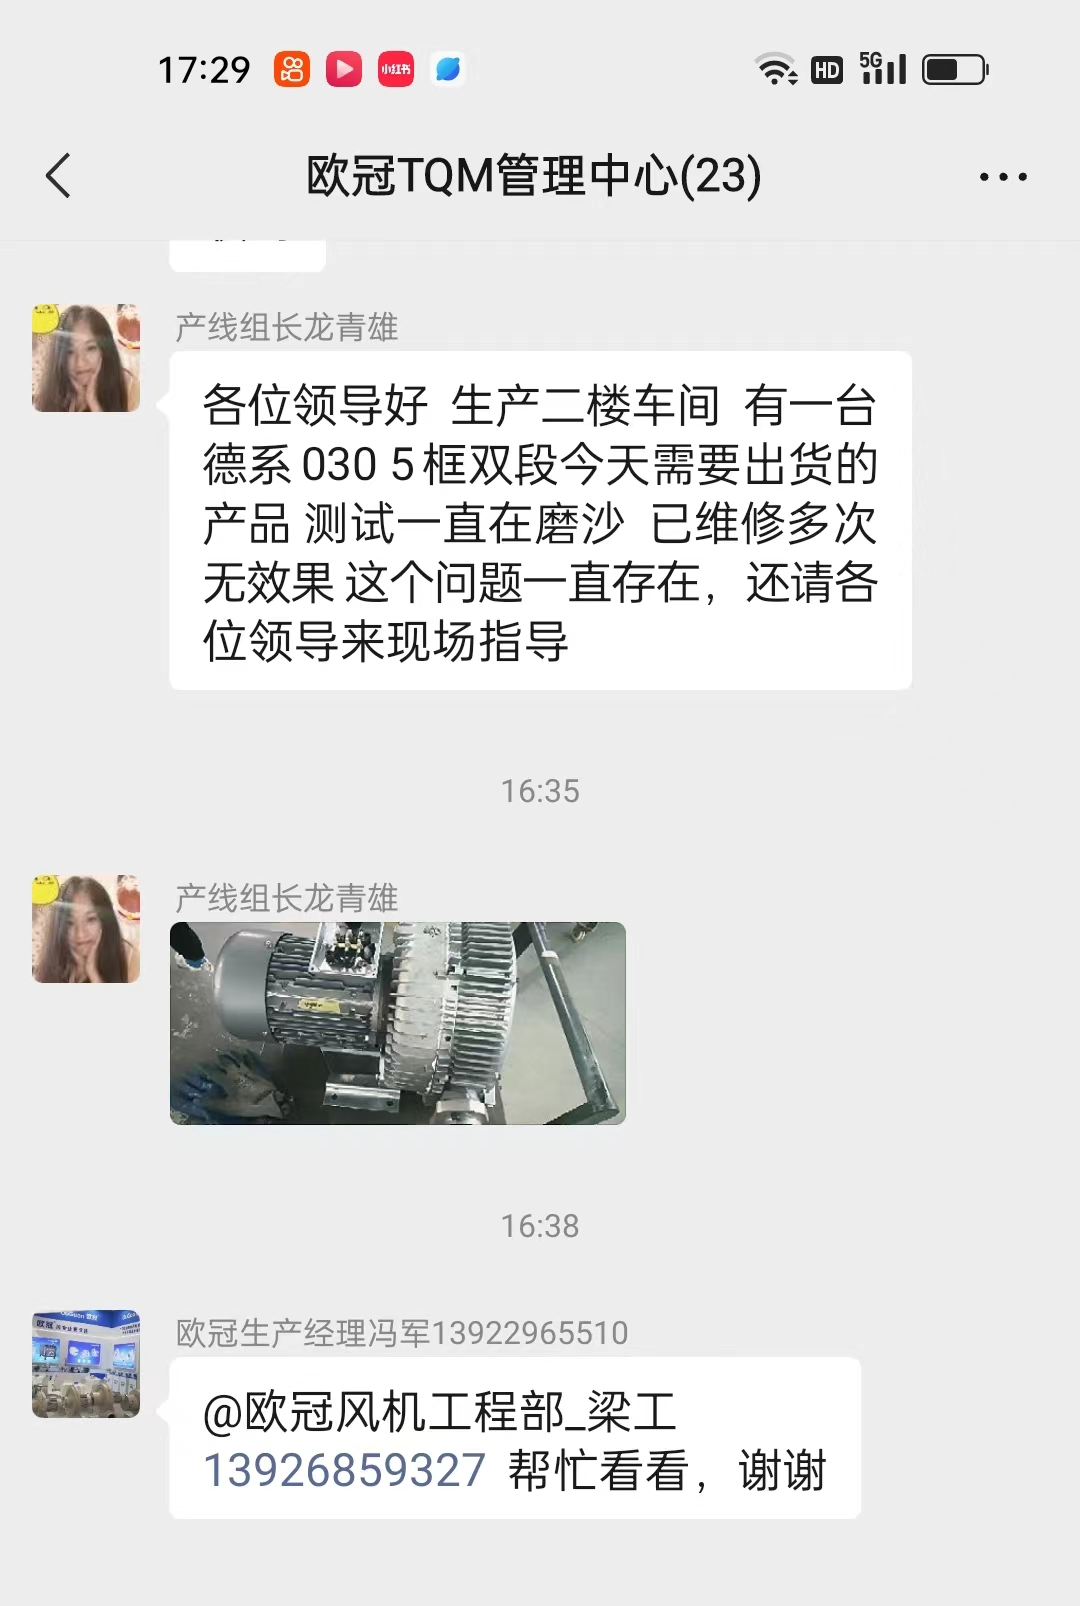 17:29
小红书
HD
5G
欧冠TQM管理中心(23)
产线组长龙青雄
各位领导好 生产二楼车间 有一台
德系 030 5 框双段今天需要出货的
产品 测试一直在磨沙 已维修多次
无效果 这个问题一直存在，还请各
位领导来现场指导
16:35
产线组长龙青雄
16:38
欧冠生产经理冯军13922965510
@欧冠风机工程部_梁工
13926859327 帮忙看看，谢谢